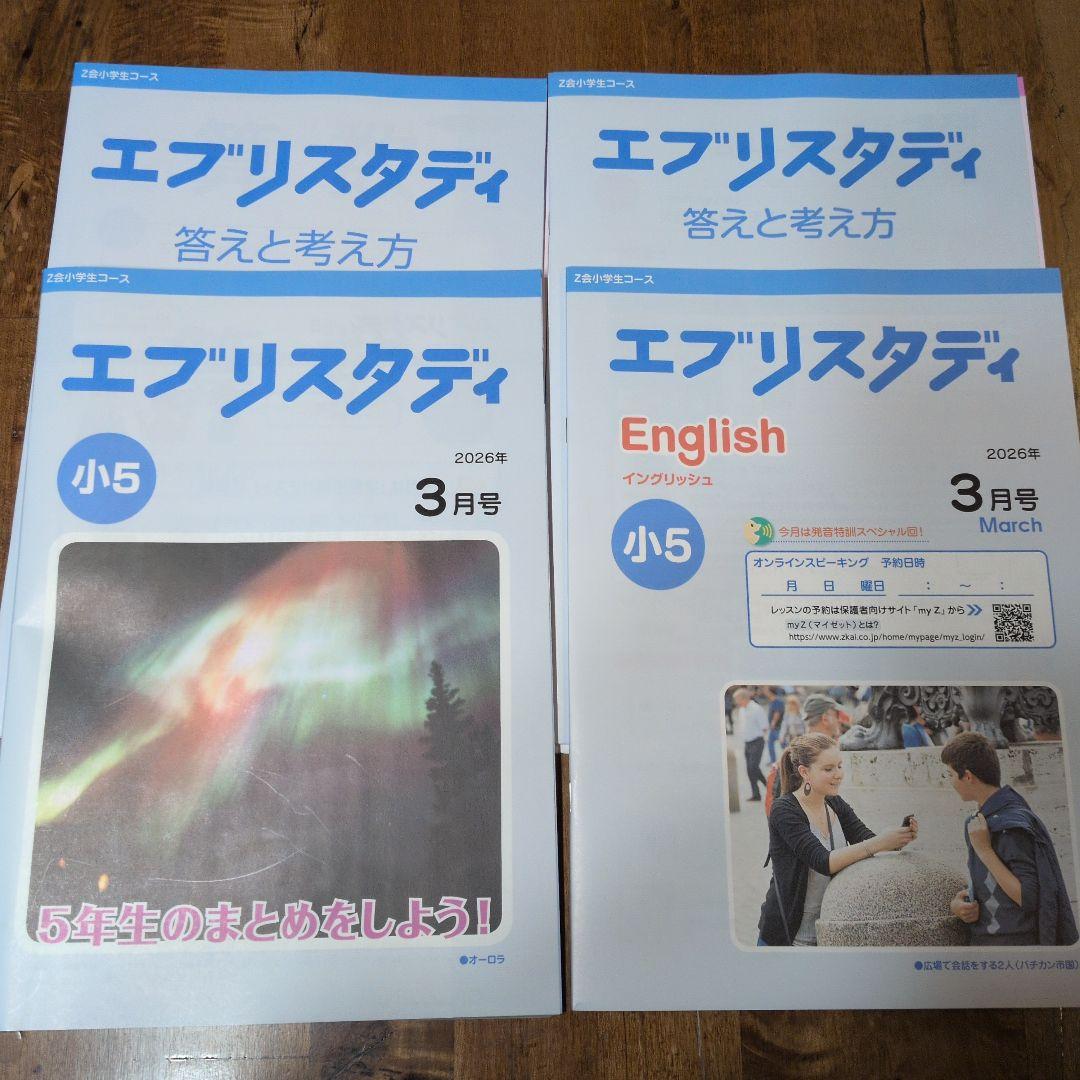 Z会小学生コース
エブリスタディ
答えと考え方
Z会小学生コース
エブリスタディ
答えと考え方
Z会小学生コース
エブリスタディ
小5
2026年
3月号
5年生のまとめをしよう!
●オーロラ
Z会小学生コース
エブリスタディ
English
イングリッシュ
小5
2026年
3月号
March
今月は発音特訓スペシャル回!
オンラインスピーキング 予約日時
月 日 曜日 : ~ :
レッスンの予約は保護者向けサイト「my Z」から
my Z(マイゼット)とは?
https://www.zkai.co.jp/home/mypage/myz_login/
●広場で会話をする2人(バチカン市国)